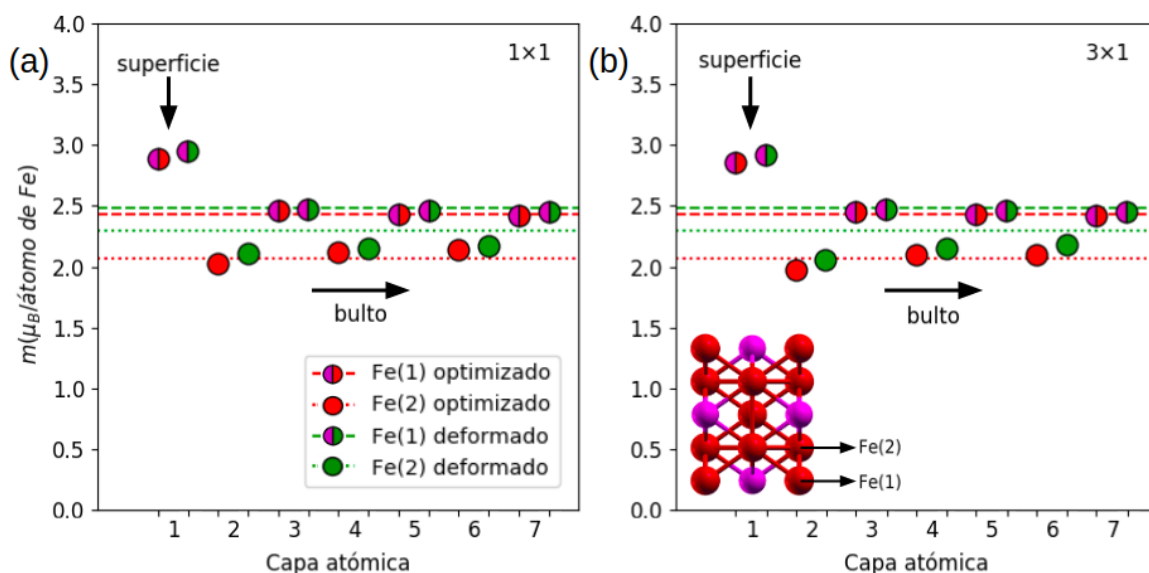 (a)
1×1
superficie
4.0
3.5
3.0
2.5
2.0
1.5
1.0
0.5
0.0
m(μ_B/átomo de Fe)
bulto
Fe(1) optimizado
Fe(2) optimizado
Fe(1) deformado
Fe(2) deformado
1 2 3 4 5 6 7
Capa atómica
(b)
3×1
superficie
4.0
3.5
3.0
2.5
2.0
1.5
1.0
0.5
0.0
bulto
Fe(2)
Fe(1)
1 2 3 4 5 6 7
Capa atómica